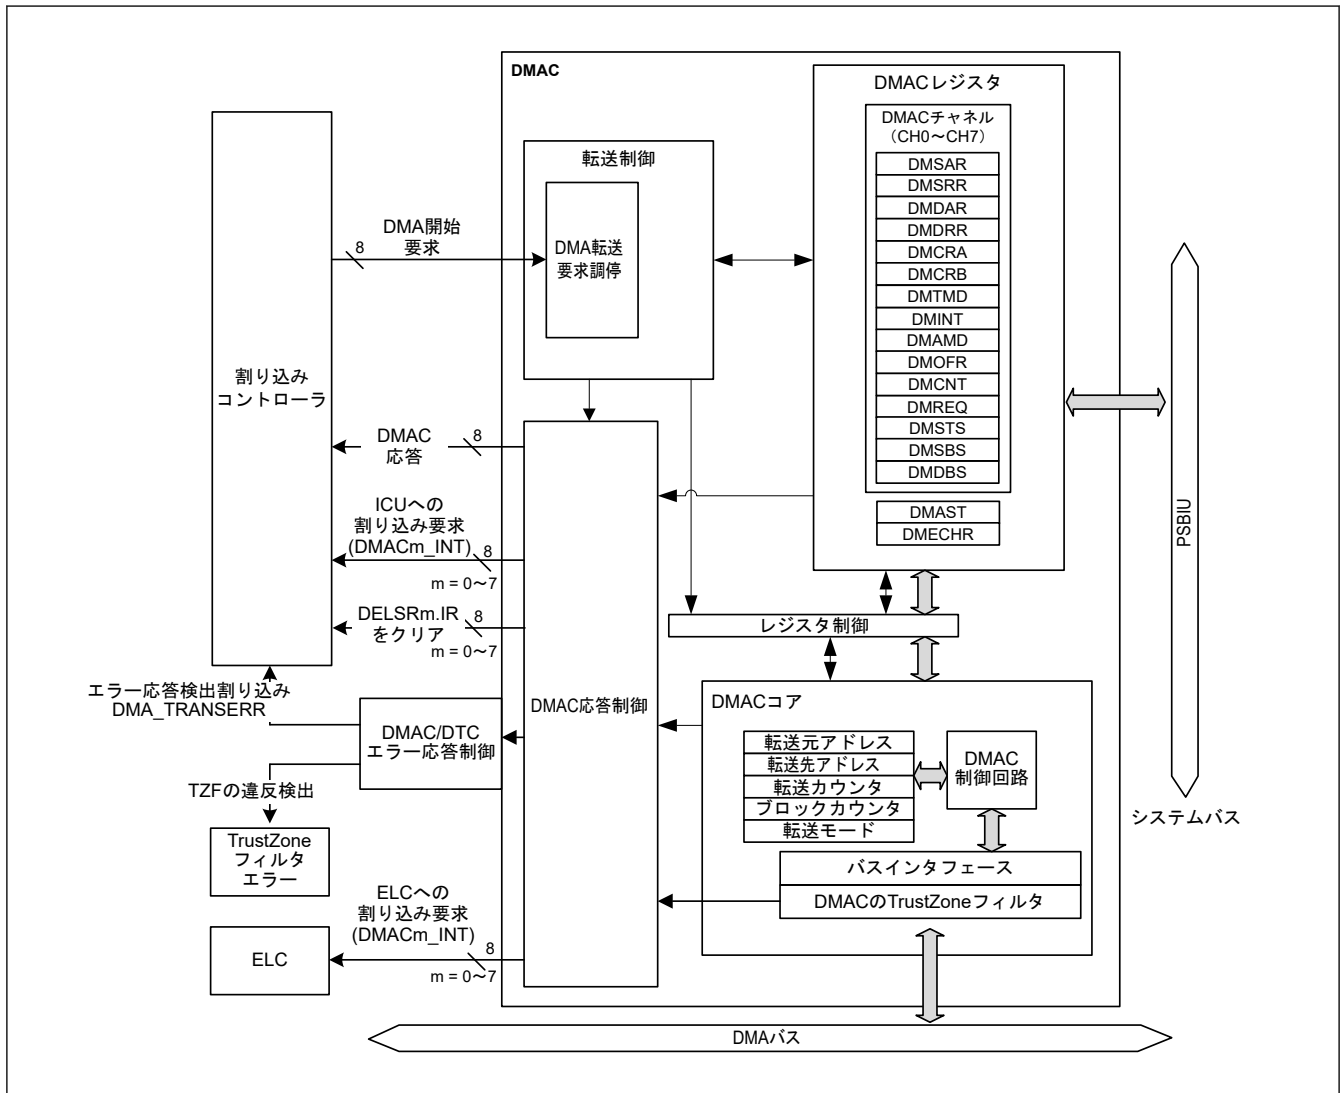 DMAC
DMACレジスタ
DMACチャネル
（CH0～CH7）
DMSAR
DMSRR
DMDAR
DMDRR
DMCRA
DMCRB
DMTMD
DMINT
DMAMD
DMOFR
DMCNT
DMREQ
DMSTS
DMSBS
DMDBS
DMAST
DMECHR
転送制御
DMA転送
要求調停
DMA開始
要求
8
割り込み
コントローラ
DMAC
応答
8
ICUへの
割り込み要求
(DMACm_INT)
8
m = 0～7
DELSRm.IR
をクリア
8
m = 0～7
エラー応答検出割り込み
DMA_TRANSERR
DMAC/DTC
エラー応答制御
TZFの違反検出
TrustZone
フィルタ
エラー
ELCへの
割り込み要求
(DMACm_INT)
8
m = 0～7
ELC
DMAC応答制御
レジスタ制御
DMACコア
転送元アドレス
転送先アドレス
転送カウンタ
ブロックカウンタ
転送モード
DMAC
制御回路
バスインタフェース
DMACのTrustZoneフィルタ
PSBIU
システムバス
DMAバス